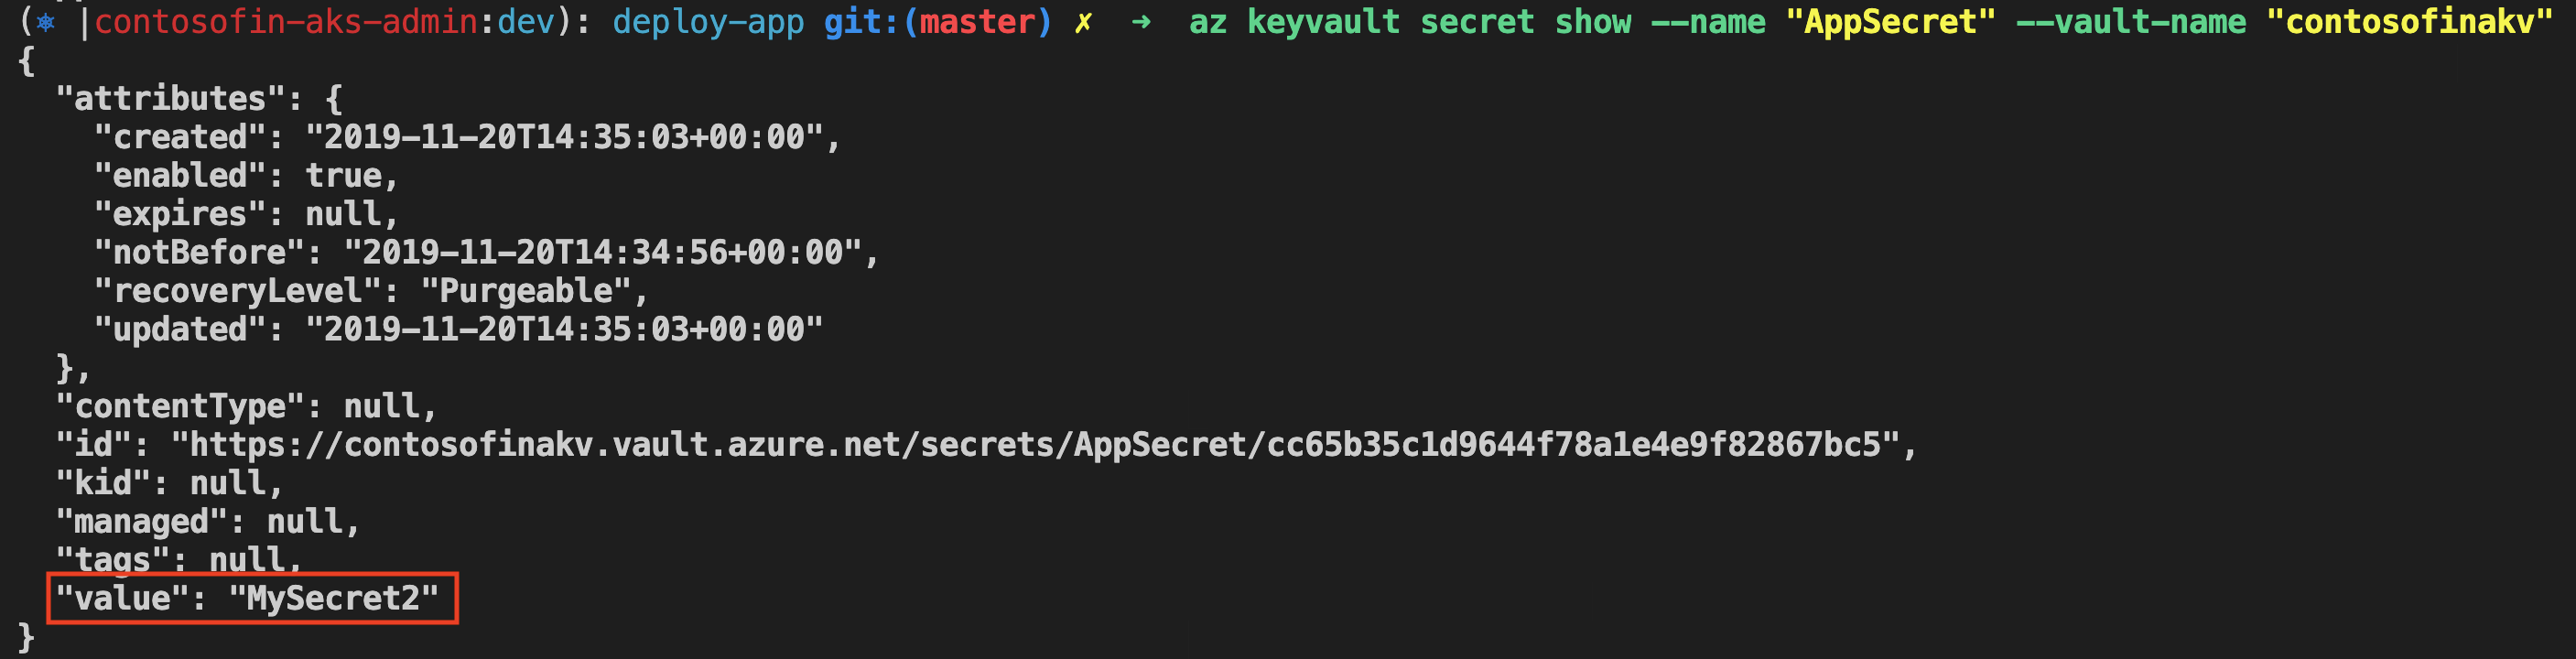 (⎈ |contosofin-aks-admin:dev): deploy-app git:(master) ✗ ➜ az keyvault secret show --name "AppSecret" --vault-name "contosofinakv"
{
  "attributes": {
    "created": "2019-11-20T14:35:03+00:00",
    "enabled": true,
    "expires": null,
    "notBefore": "2019-11-20T14:34:56+00:00",
    "recoveryLevel": "Purgeable",
    "updated": "2019-11-20T14:35:03+00:00"
  },
  "contentType": null,
  "id": "https://contosofinakv.vault.azure.net/secrets/AppSecret/cc65b35c1d9644f78a1e4e9f82867bc5",
  "kid": null,
  "managed": null,
  "tags": null,
  "value": "MySecret2"
}